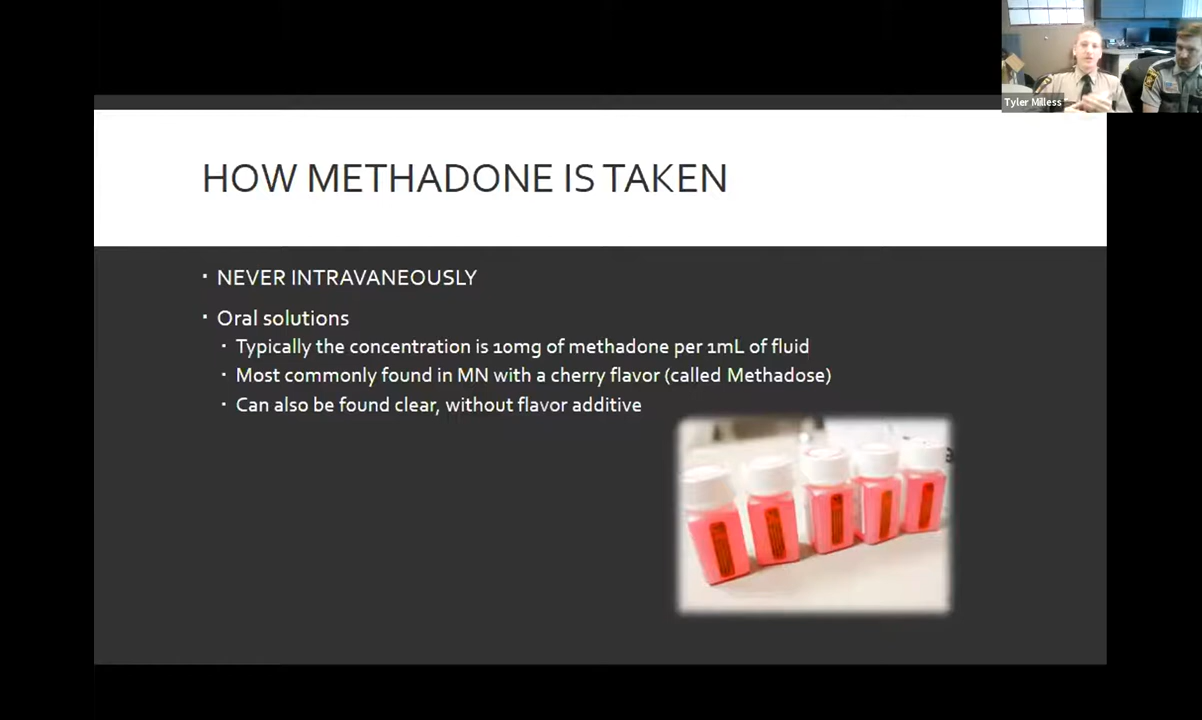 Tyler Milless
HOW METHADONE IS TAKEN
NEVER INTRAVANEOUSLY
Oral solutions
Typically the concentration is 10mg of methadone per 1mL of fluid
Most commonly found in MN with a cherry flavor (called Methadose)
Can also be found clear, without flavor additive